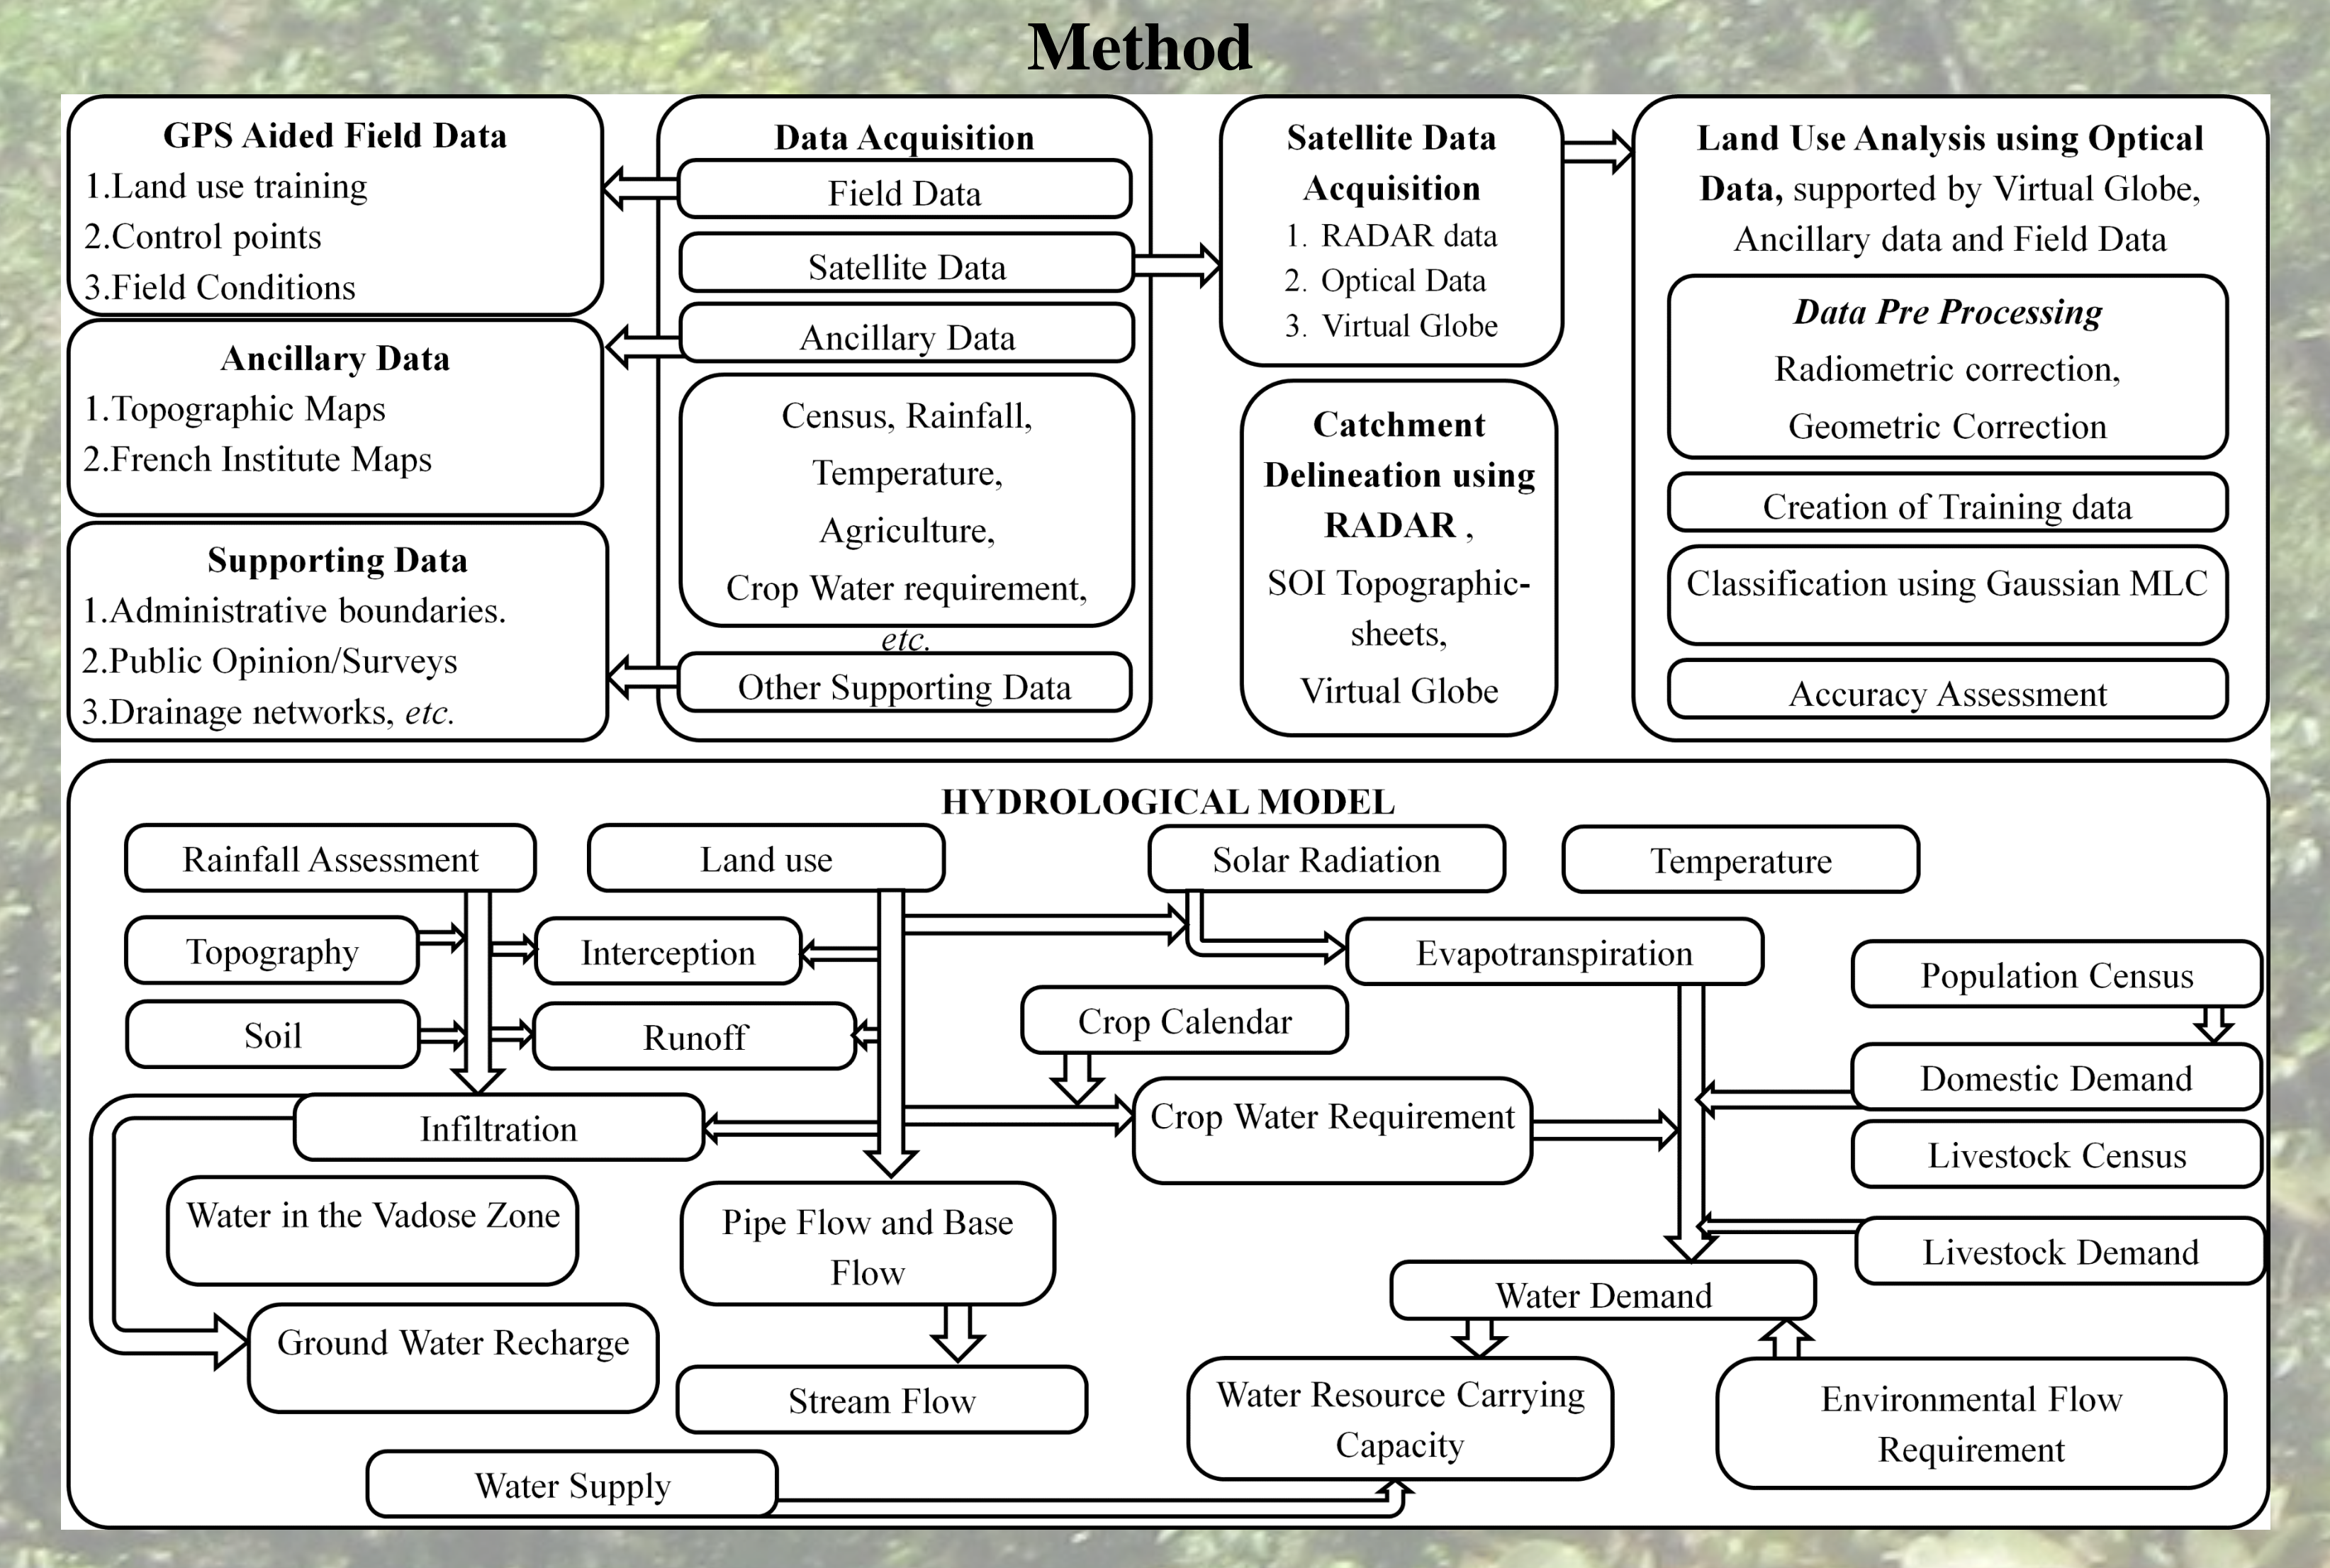 Method
GPS Aided Field Data
1.Land use training
2.Control points
3.Field Conditions
Ancillary Data
1.Topographic Maps
2.French Institute Maps
Supporting Data
1.Administrative boundaries.
2.Public Opinion/Surveys
3.Drainage networks, etc.
Data Acquisition
Field Data
Satellite Data
Ancillary Data
Census, Rainfall,
Temperature,
Agriculture,
Crop Water requirement,
etc.
Other Supporting Data
Satellite Data
Acquisition
1. RADAR data
2. Optical Data
3. Virtual Globe
Catchment
Delineation using
RADAR ,
SOI Topographic-
sheets,
Virtual Globe
Land Use Analysis using Optical
Data, supported by Virtual Globe,
Ancillary data and Field Data
Data Pre Processing
Radiometric correction,
Geometric Correction
Creation of Training data
Classification using Gaussian MLC
Accuracy Assessment
HYDROLOGICAL MODEL
Rainfall Assessment
Land use
Solar Radiation
Temperature
Topography
Interception
Evapotranspiration
Population Census
Soil
Runoff
Crop Calendar
Domestic Demand
Infiltration
Crop Water Requirement
Livestock Census
Water in the Vadose Zone
Pipe Flow and Base
Flow
Livestock Demand
Water Demand
Ground Water Recharge
Stream Flow
Water Resource Carrying
Capacity
Environmental Flow
Requirement
Water Supply